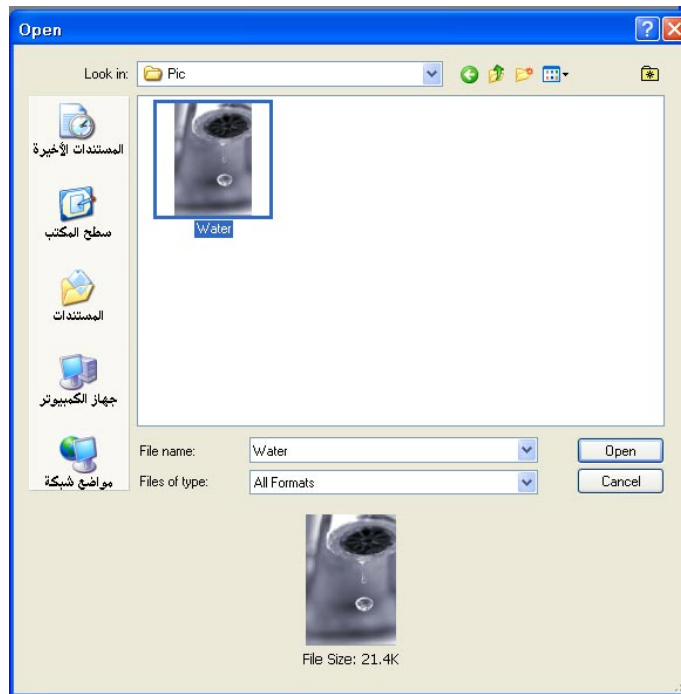 Open
Look in:
Pic
المستندات الأخيرة
سطح المكتب
المستندات
جهاز الكمبيوتر
مواضع شبكة
Water
File name:
Water
Open
Files of type:
All Formats
Cancel
File Size: 21.4K